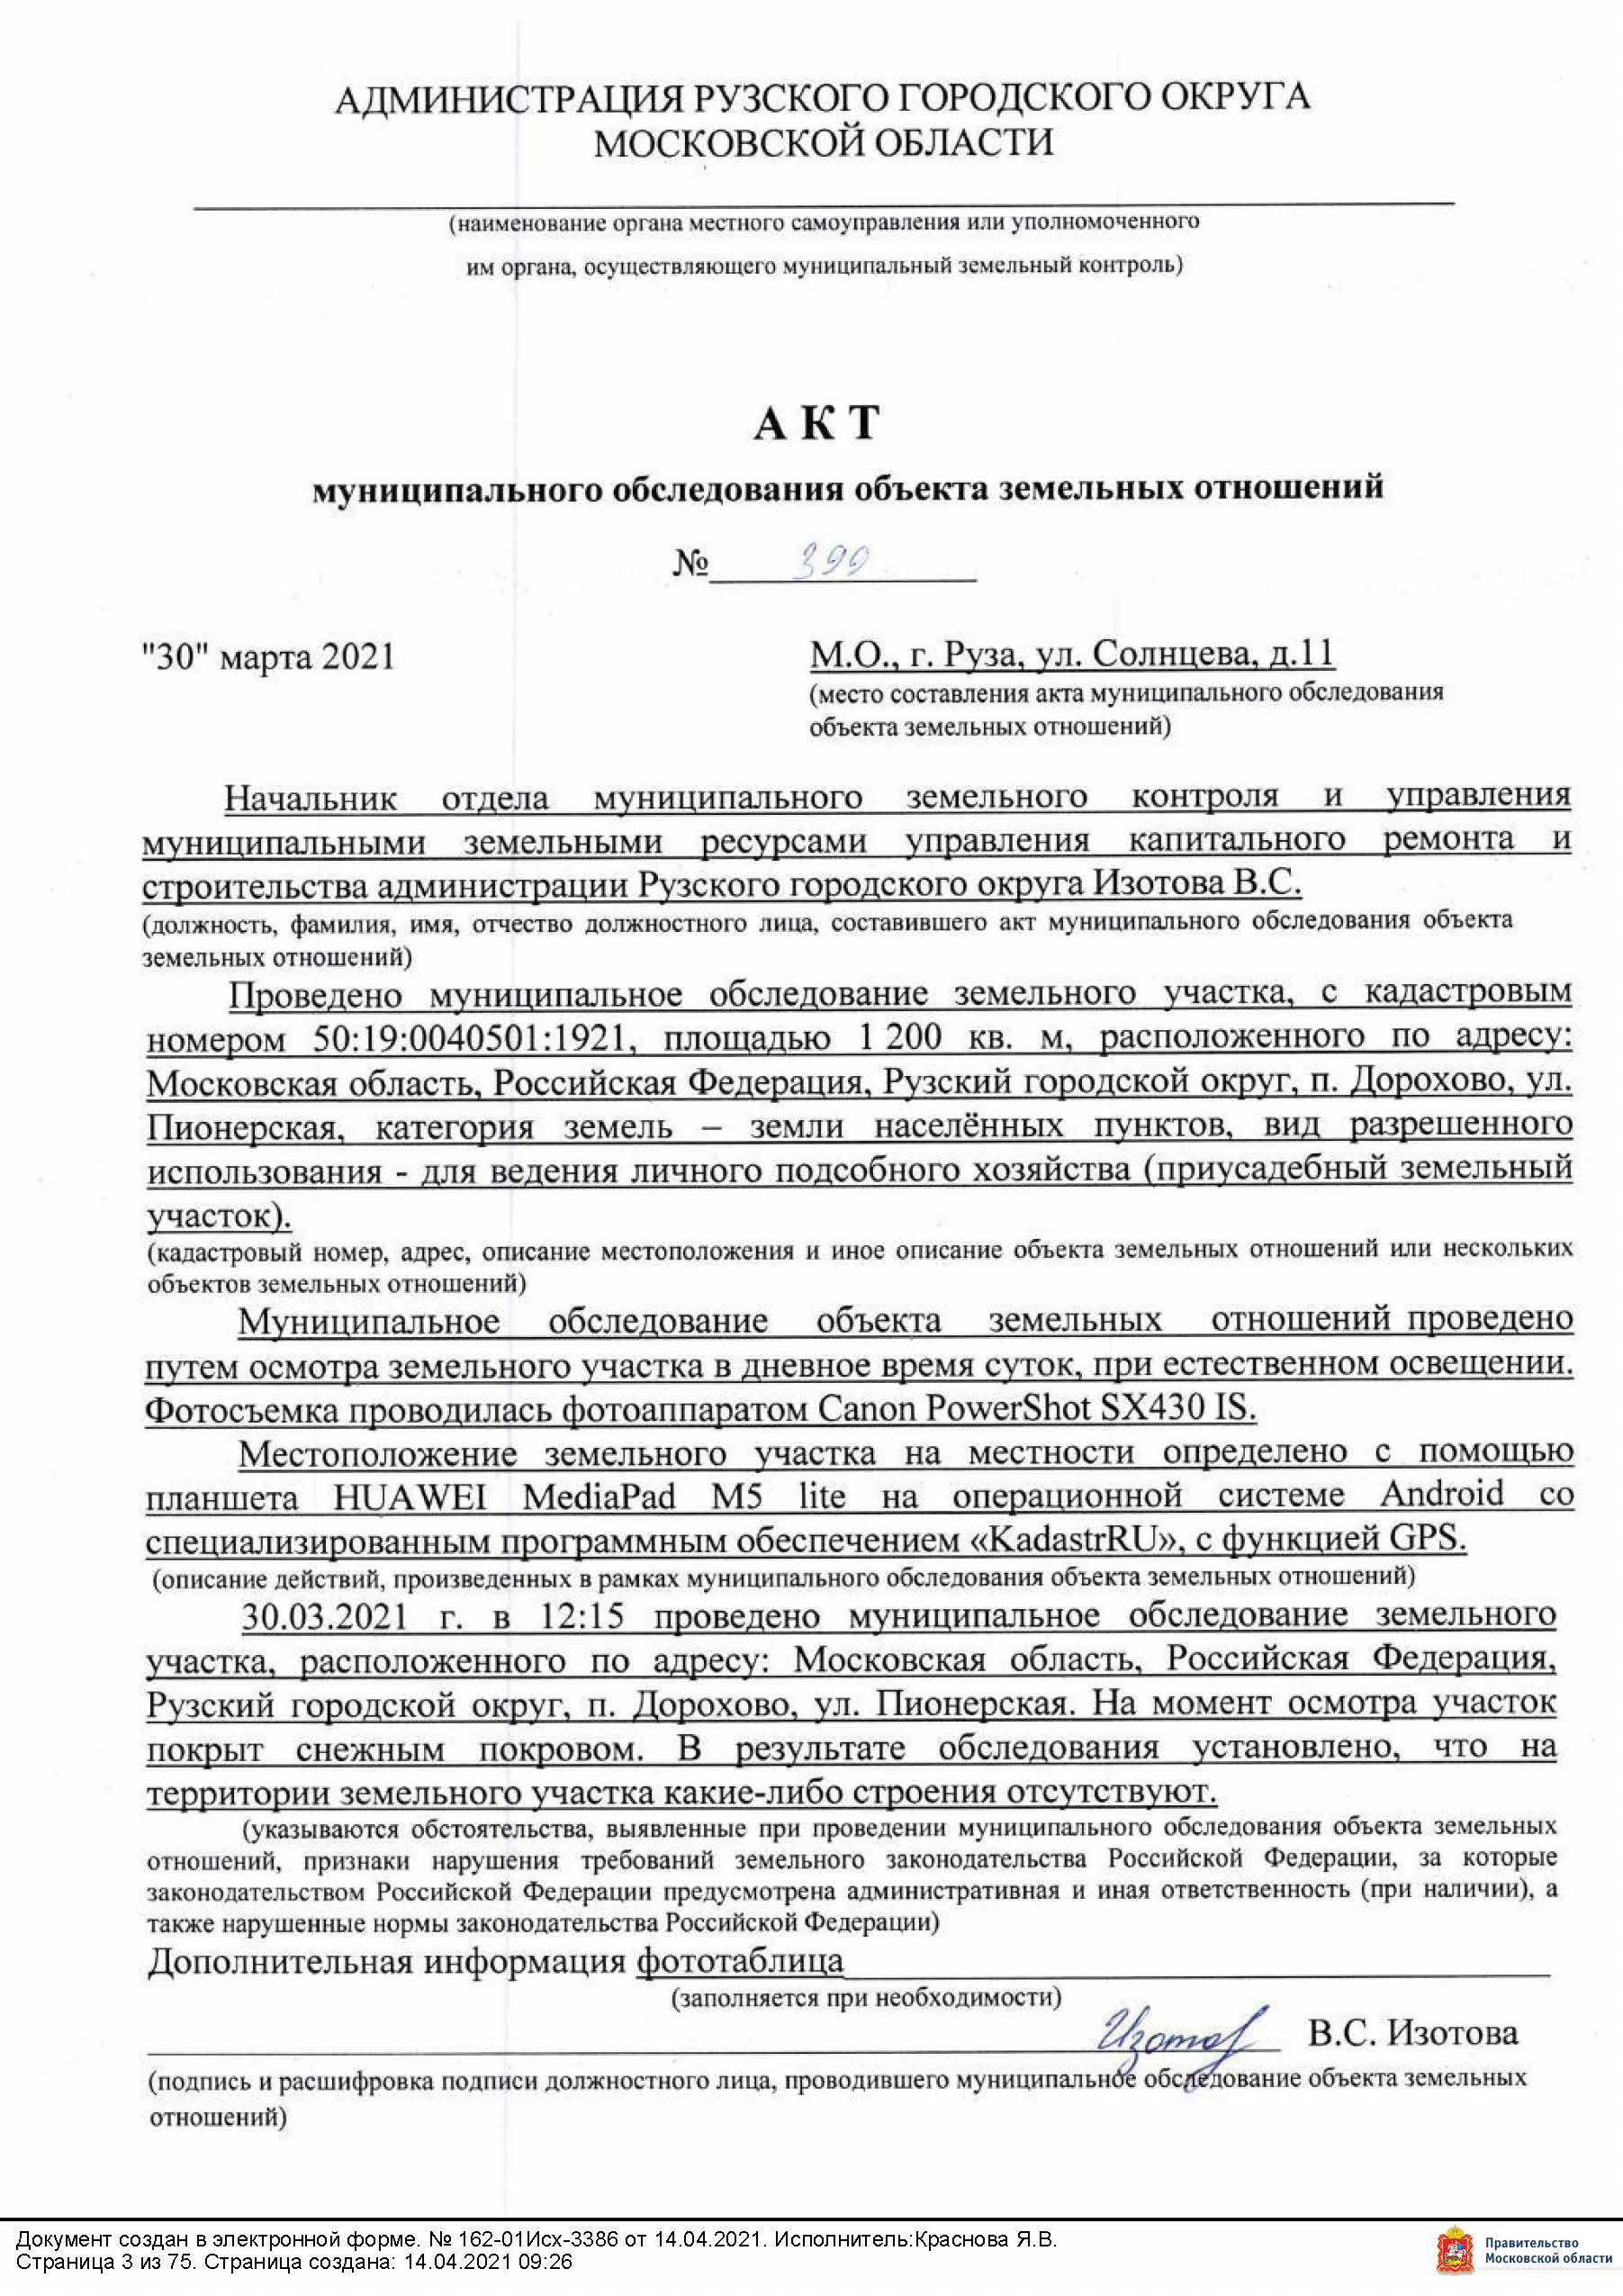 АДМИНИСТРАЦИЯ РУЗСКОГО ГОРОДСКОГО ОКРУГА
МОСКОВСКОЙ ОБЛАСТИ
(наименование органа местного самоуправления или уполномоченного
им органа, осуществляющего муниципальный земельный контроль)
А К Т
муниципального обследования объекта земельных отношений
№ 399
"30" марта 2021
М.О., г. Руза, ул. Солнцева, д.11
(место составления акта муниципального обследования
объекта земельных отношений)
Начальник отдела муниципального земельного контроля и управления
муниципальными земельными ресурсами управления капитального ремонта и
строительства администрации Рузского городского округа Изотова В.С.
(должность, фамилия, имя, отчество должностного лица, составившего акт муниципального обследования объекта
земельных отношений)
Проведено муниципальное обследование земельного участка, с кадастровым
номером 50:19:0040501:1921, площадью 1 200 кв. м, расположенного по адресу:
Московская область, Российская Федерация, Рузский городской округ, п. Дорохово, ул.
Пионерская, категория земель – земли населённых пунктов, вид разрешенного
использования - для ведения личного подсобного хозяйства (приусадебный земельный
участок).
(кадастровый номер, адрес, описание местоположения и иное описание объекта земельных отношений или нескольких
объектов земельных отношений)
Муниципальное обследование объекта земельных отношений проведено
путем осмотра земельного участка в дневное время суток, при естественном освещении.
Фотосъемка проводилась фотоаппаратом Canon PowerShot SX430 IS.
Местоположение земельного участка на местности определено с помощью
планшета HUAWEI MediaPad M5 lite на операционной системе Android со
специализированным программным обеспечением «KadastrRU», с функцией GPS.
(описание действий, произведенных в рамках муниципального обследования объекта земельных отношений)
30.03.2021 г. в 12:15 проведено муниципальное обследование земельного
участка, расположенного по адресу: Московская область, Российская Федерация,
Рузский городской округ, п. Дорохово, ул. Пионерская. На момент осмотра участок
покрыт снежным покровом. В результате обследования установлено, что на
территории земельного участка какие-либо строения отсутствуют.
(указываются обстоятельства, выявленные при проведении муниципального обследования объекта земельных
отношений, признаки нарушения требований земельного законодательства Российской Федерации, за которые
законодательством Российской Федерации предусмотрена административная и иная ответственность (при наличии), а
также нарушенные нормы законодательства Российской Федерации)
Дополнительная информация фототаблица
(заполняется при необходимости)
Изотов В.С. Изотова
(подпись и расшифровка подписи должностного лица, проводившего муниципальное обследование объекта земельных
отношений)
Документ создан в электронной форме. № 162-01Исх-3386 от 14.04.2021. Исполнитель:Краснова Я.В.
Страница 3 из 75. Страница создана: 14.04.2021 09:26
Правительство
Московской области